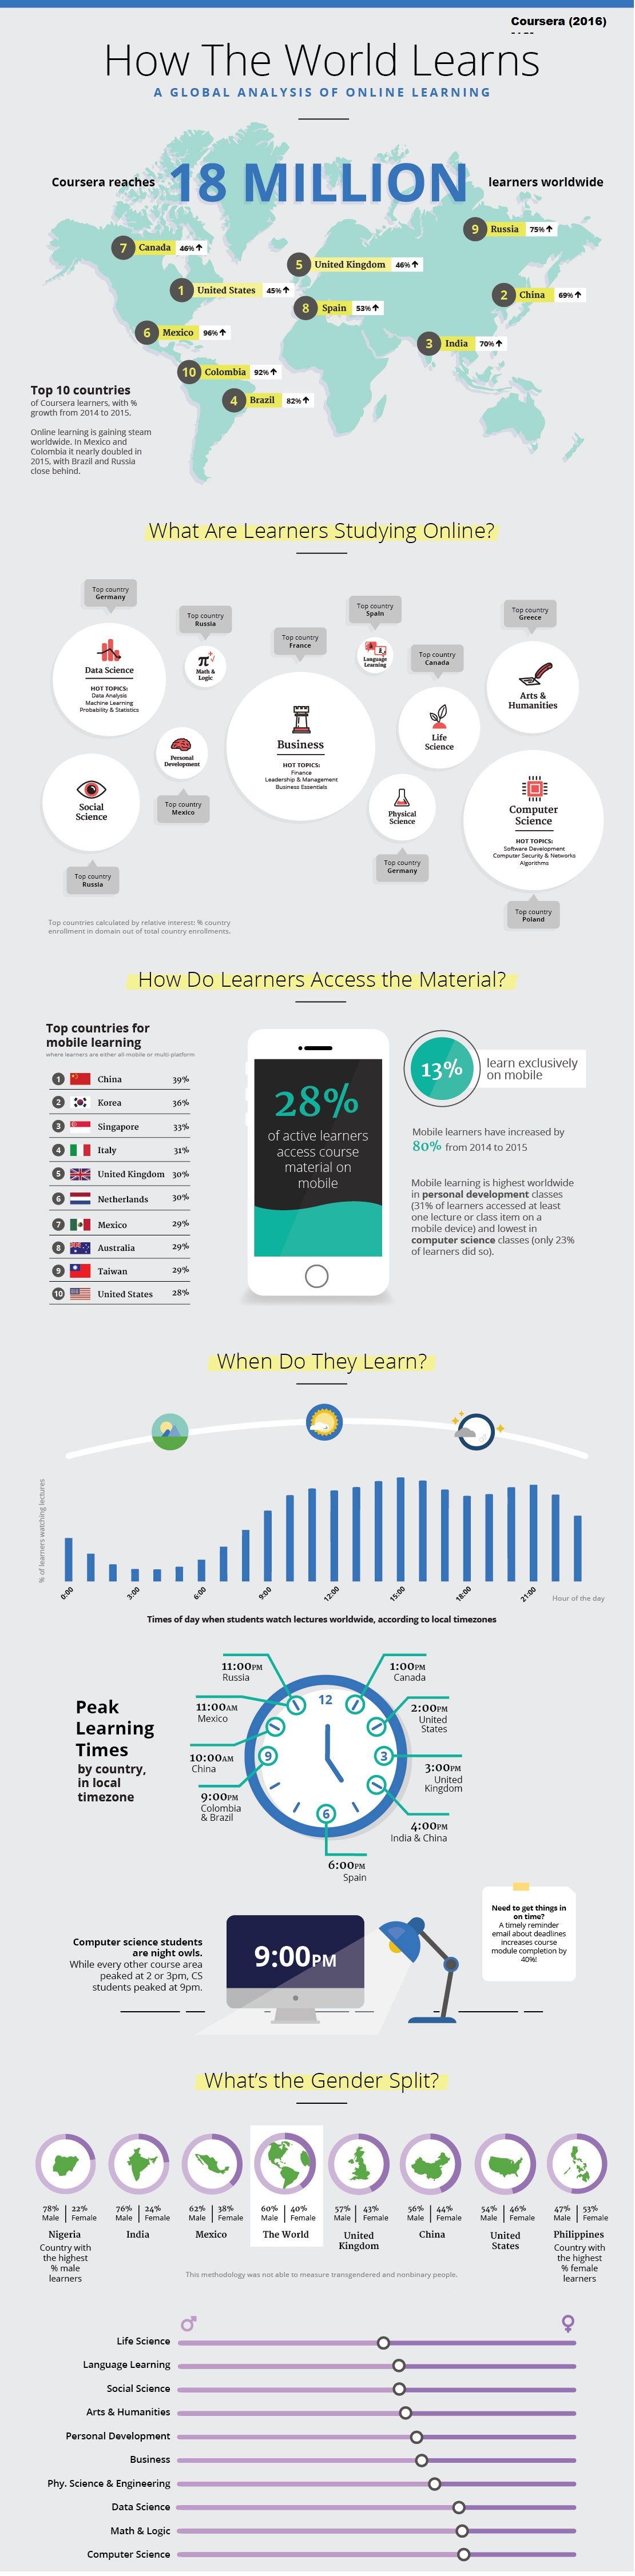 Coursera (2016)
How The World Learns
A GLOBAL ANALYSIS OF ONLINE LEARNING
Coursera reaches 18 MILLION learners worldwide
9 Russia 75%
7 Canada 46%
5 United Kingdom 46%
1 United States 45%
2 China 69%
8 Spain 53%
6 Mexico 96%
3 India 70%
10 Colombia 92%
4 Brazil 82%
Top 10 countries
of Coursera learners, with %
growth from 2014 to 2015.
Online learning is gaining steam
worldwide. In Mexico and
Colombia it nearly doubled in
2015, with Brazil and Russia
close behind.
What Are Learners Studying Online?
Top country
Germany
Data Science
HOT TOPICS:
Data Analysis
Machine Learning
Probability & Statistics
Top country
Russia
π
Math &
Logic
Top country
France
Business
HOT TOPICS:
Finance
Leadership & Management
Business Essentials
Top country
Spain
Language
Learning
Top country
Canada
Life
Science
Top country
Greece
Arts &
Humanities
Personal
Development
Top country
Mexico
Social
Science
Top country
Russia
Physical
Science
Top country
Germany
Computer
Science
HOT TOPICS:
Software Development
Computer Security & Networks
Algorithms
Top country
Poland
Top countries calculated by relative interest: % country
enrollment in domain out of total country enrollments.
How Do Learners Access the Material?
Top countries for
mobile learning
where learners are either all-mobile or multi-platform
1 China 39%
2 Korea 36%
3 Singapore 33%
4 Italy 31%
5 United Kingdom 30%
6 Netherlands 30%
7 Mexico 29%
8 Australia 29%
9 Taiwan 29%
10 United States 28%
28%
of active learners
access course
material on
mobile
13%
learn exclusively
on mobile
Mobile learners have increased by
80% from 2014 to 2015
Mobile learning is highest worldwide
in personal development classes
(31% of learners accessed at least
one lecture or class item on a
mobile device) and lowest in
computer science classes (only 23%
of learners did so).
When Do They Learn?
% of learners watching lectures
0:00 3:00 6:00 9:00 12:00 15:00 18:00 21:00
Hour of the day
Times of day when students watch lectures worldwide, according to local timezones
Peak
Learning
Times
by country,
in local
timezone
11:00PM
Russia
11:00AM
Mexico
10:00AM
China
9:00PM
Colombia
& Brazil
12
3
6
9
1:00PM
Canada
2:00PM
United
States
3:00PM
United
Kingdom
4:00PM
India & China
6:00PM
Spain
Computer science students
are night owls.
While every other course area
peaked at 2 or 3pm, CS
students peaked at 9pm.
9:00PM
Need to get things in
on time?
A timely reminder
email about deadlines
increases course
module completion by
40%!
What's the Gender Split?
78% Male 22% Female
Nigeria
Country with
the highest
% male
learners
76% Male 24% Female
India
62% Male 38% Female
Mexico
60% Male 40% Female
The World
57% Male 43% Female
United
Kingdom
56% Male 44% Female
China
54% Male 46% Female
United
States
47% Male 53% Female
Philippines
Country with
the highest
% female
learners
This methodology was not able to measure transgendered and nonbinary people.
Life Science
Language Learning
Social Science
Arts & Humanities
Personal Development
Business
Phy. Science & Engineering
Data Science
Math & Logic
Computer Science